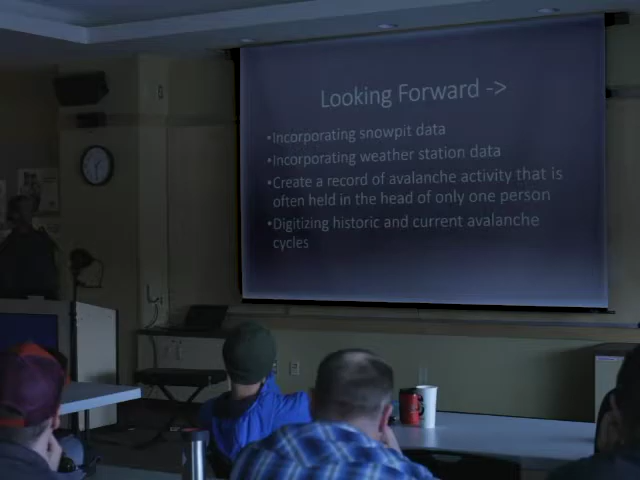 Looking Forward ->
•Incorporating snowpit data
•Incorporating weather station data
•Create a record of avalanche activity that is
often held in the head of only one person
•Digitizing historic and current avalanche
cycles